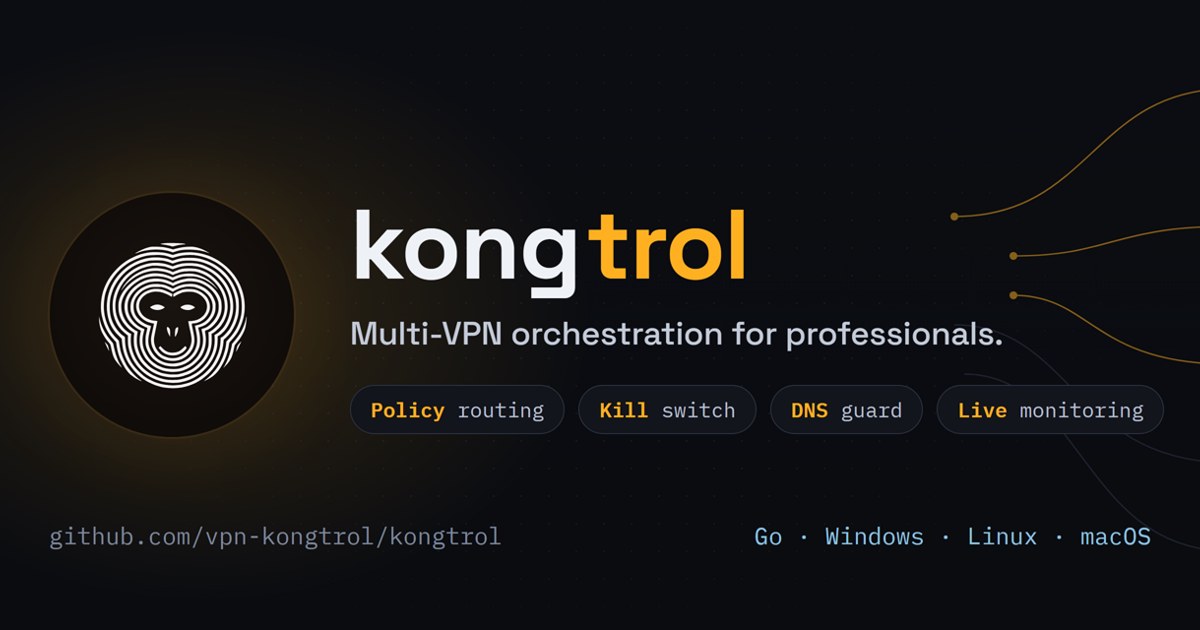 kongtrol
Multi-VPN orchestration for professionals.
Policy routing Kill switch DNS guard Live monitoring
github.com/vpn-kongtrol/kongtrol Go · Windows · Linux · macOS